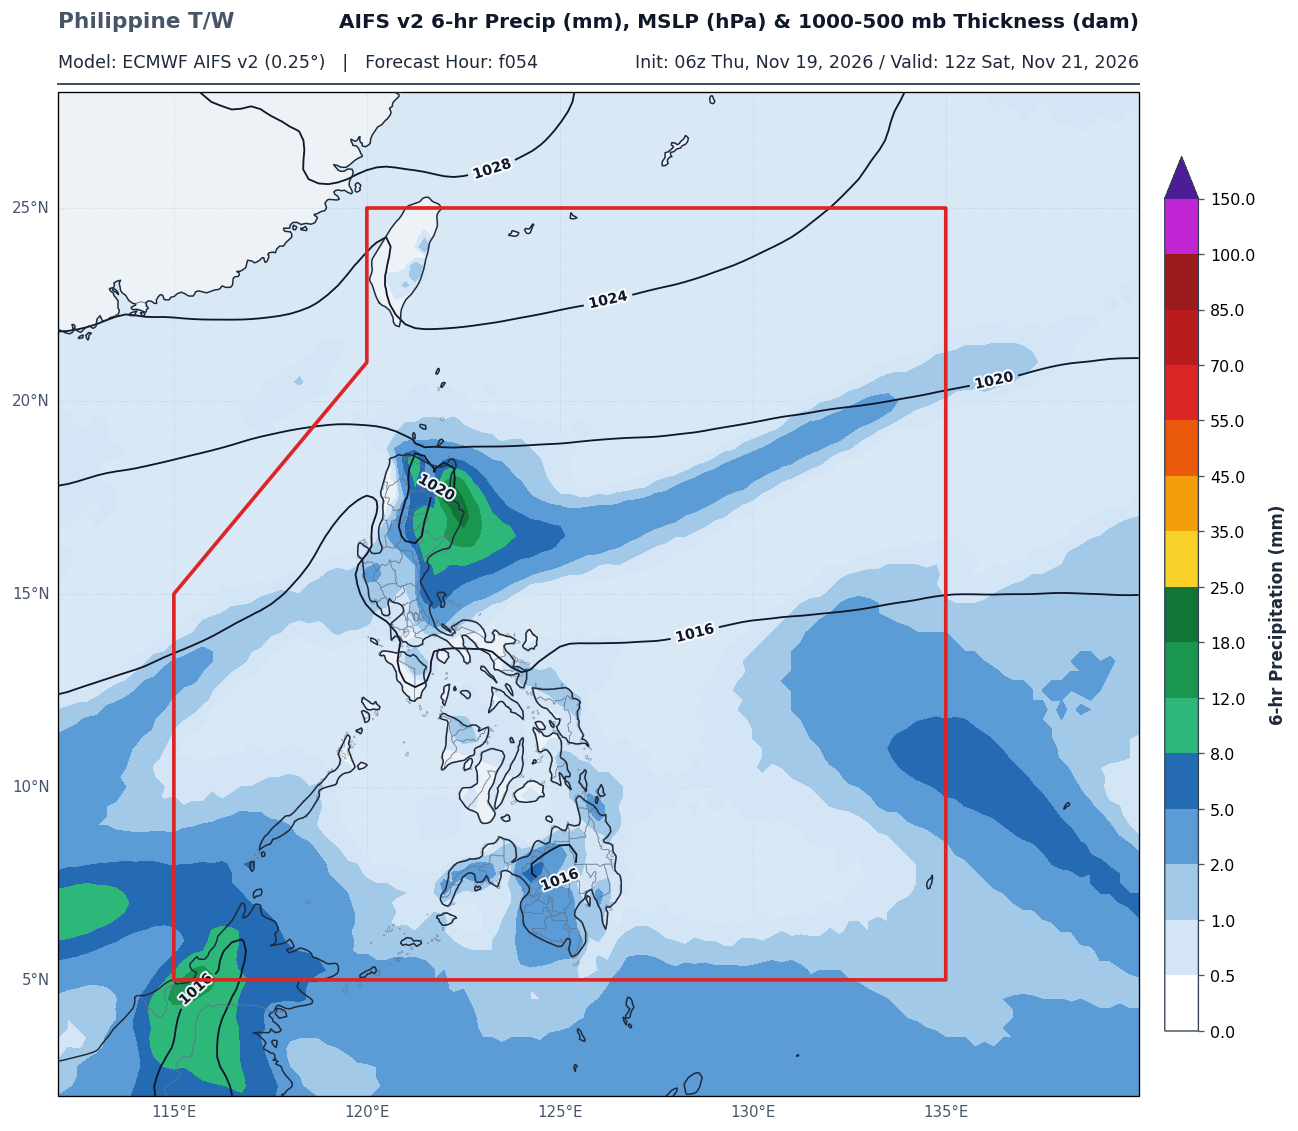 Philippine T/W
AIFS v2 6-hr Precip (mm), MSLP (hPa) & 1000-500 mb Thickness (dam)
Model: ECMWF AIFS v2 (0.25°)   |   Forecast Hour: f054
Init: 06z Thu, Nov 19, 2026 / Valid: 12z Sat, Nov 21, 2026
1028
1024
1020
1020
1016
1016
1016
25°N
20°N
15°N
10°N
5°N
115°E
120°E
125°E
130°E
135°E
150.0
100.0
85.0
70.0
55.0
45.0
35.0
25.0
18.0
12.0
8.0
5.0
2.0
1.0
0.5
0.0
6-hr Precipitation (mm)